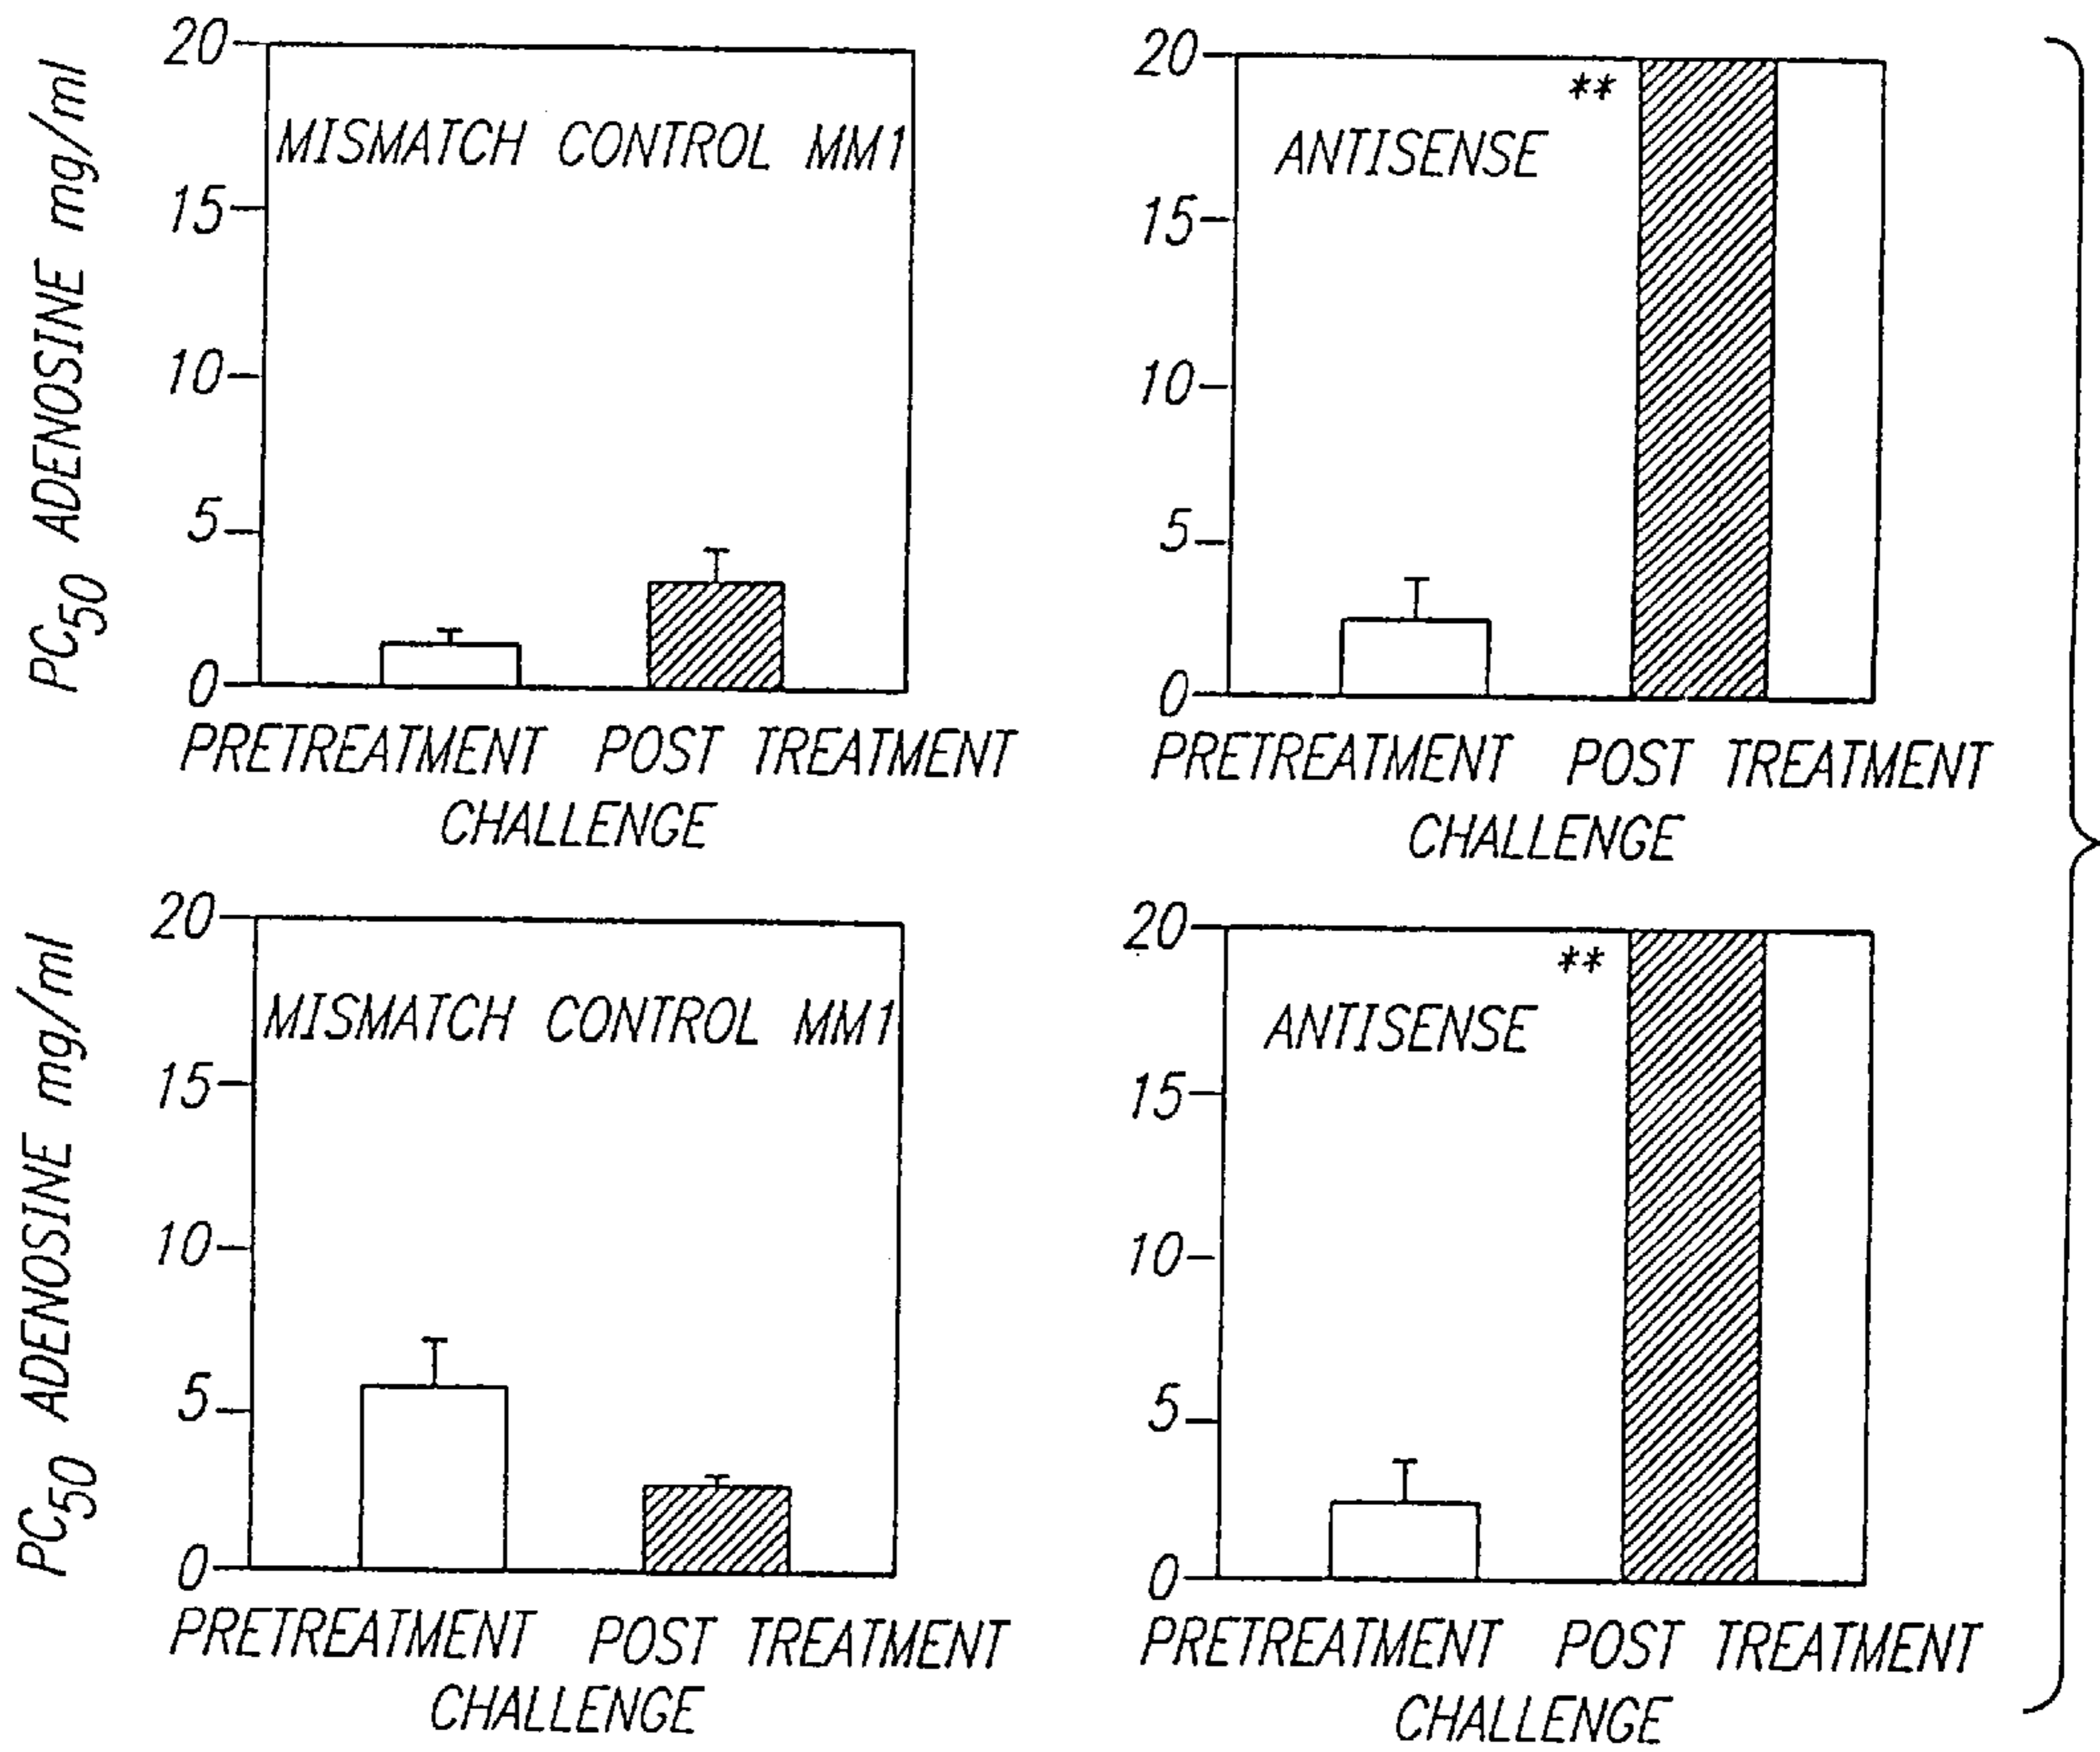 PC50 ADENOSINE mg/ml
20
15
10
5
0
MISMATCH CONTROL MM1
PRETREATMENT POST TREATMENT
CHALLENGE
20
15
10
5
0
**
ANTISENSE
PRETREATMENT POST TREATMENT
CHALLENGE
PC50 ADENOSINE mg/ml
20
15
10
5
0
MISMATCH CONTROL MM1
PRETREATMENT POST TREATMENT
CHALLENGE
20
15
10
5
0
**
ANTISENSE
PRETREATMENT POST TREATMENT
CHALLENGE